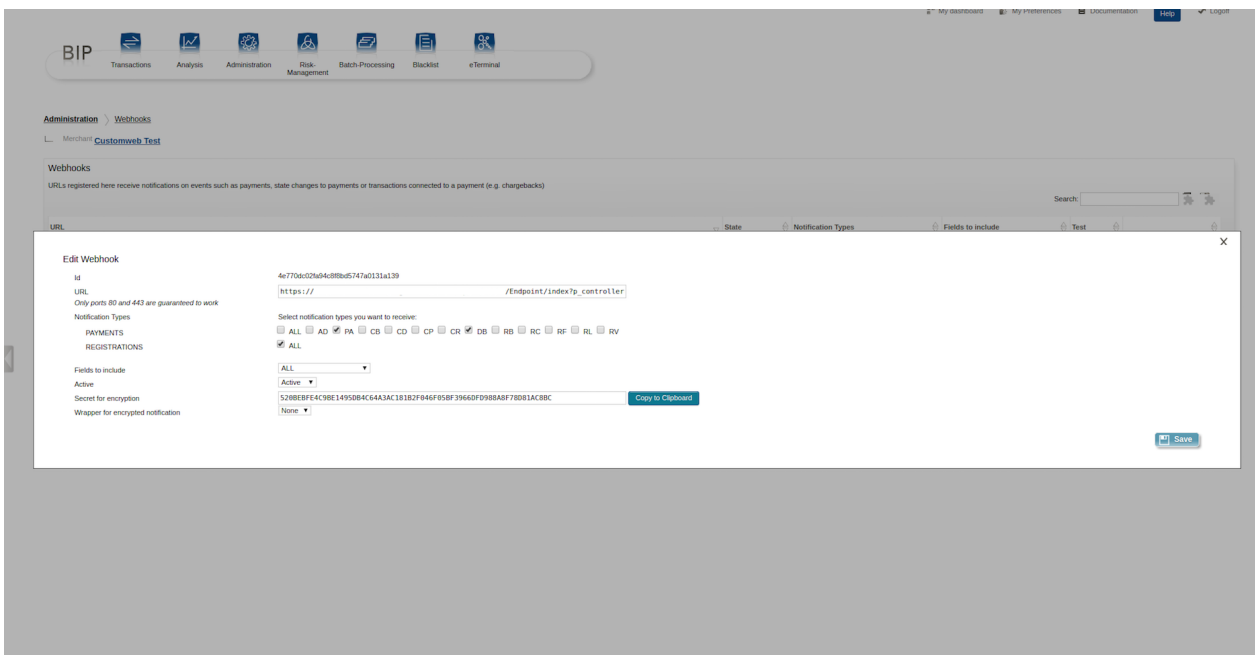 My dashboard My Preferences Documentation Help Logoff
BIP
Transactions Analysis Administration Risk-Management Batch-Processing Blacklist eTerminal
Administration Webhooks
Merchant Customweb Test
Webhooks
URLs registered here receive notifications on events such as payments, state changes to payments or transactions connected to a payment (e.g. chargebacks)
Search:
URL State Notification Types Fields to include Test
X
Edit Webhook
Id 4e770dc02fa94c8f8bd5747a0131a139
URL https:// /Endpoint/index?p_controller
Only ports 80 and 443 are guaranteed to work
Notification Types Select notification types you want to receive:
PAYMENTS ALL AD PA CB CD CP CR DB RB RC RF RL RV
REGISTRATIONS ALL
Fields to include ALL
Active Active
Secret for encryption 520BEBFE4C9BE1495DB4C64A3AC181B2F046F05BF3966DFD988A8F78D81AC8BC Copy to Clipboard
Wrapper for encrypted notification None
Save